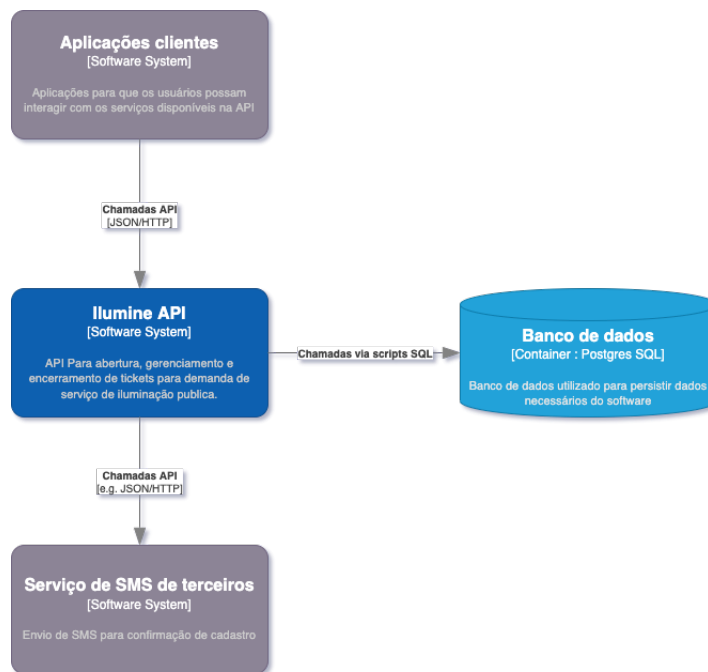 Aplicações clientes
[Software System]
Aplicações para que os usuários possam
interagir com os serviços disponíveis na API
Chamadas API
[JSON/HTTP]
Ilumine API
[Software System]
API Para abertura, gerenciamento e
encerramento de tickets para demanda de
serviço de iluminação publica.
Chamadas via scripts SQL
Banco de dados
[Container : Postgres SQL]
Banco de dados utilizado para persistir dados
necessários do software
Chamadas API
[e.g. JSON/HTTP]
Serviço de SMS de terceiros
[Software System]
Envio de SMS para confirmação de cadastro